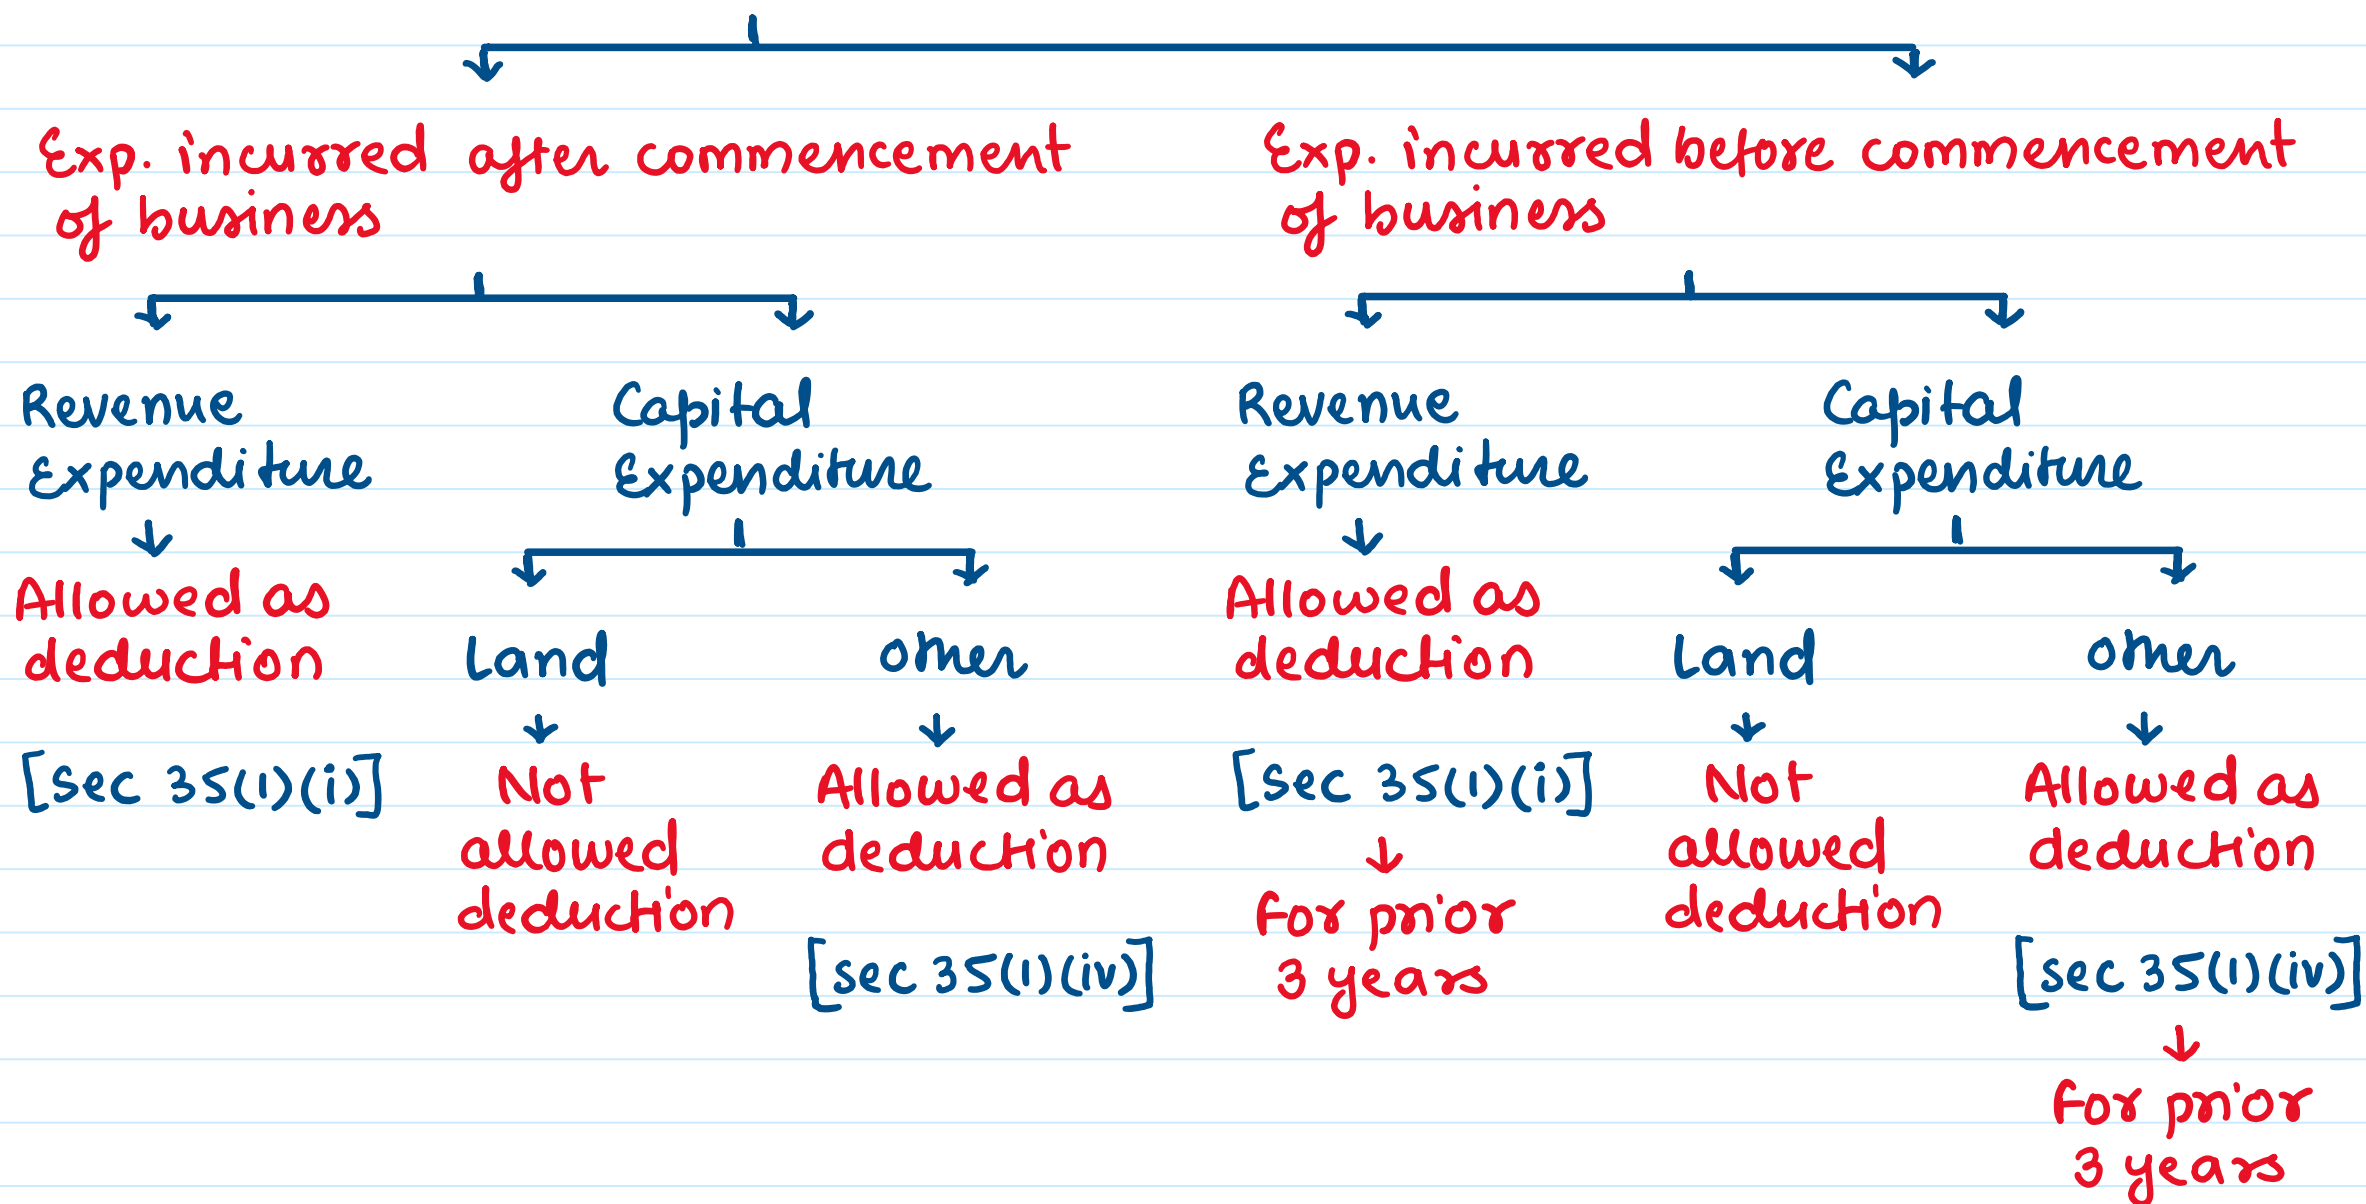 Exp. incurred after commencement
of business
Exp. incurred before commencement
of business
Revenue
Expenditure
Allowed as
deduction
[Sec 35(1)(i)]
Capital
Expenditure
Land
Not
allowed
deduction
Other
Allowed as
deduction
[sec 35(1)(iv)]
Revenue
Expenditure
Allowed as
deduction
[Sec 35(1)(i)]
For prior
3 years
Capital
Expenditure
Land
Not
allowed
deduction
Other
Allowed as
deduction
[sec 35(1)(iv)]
For prior
3 years